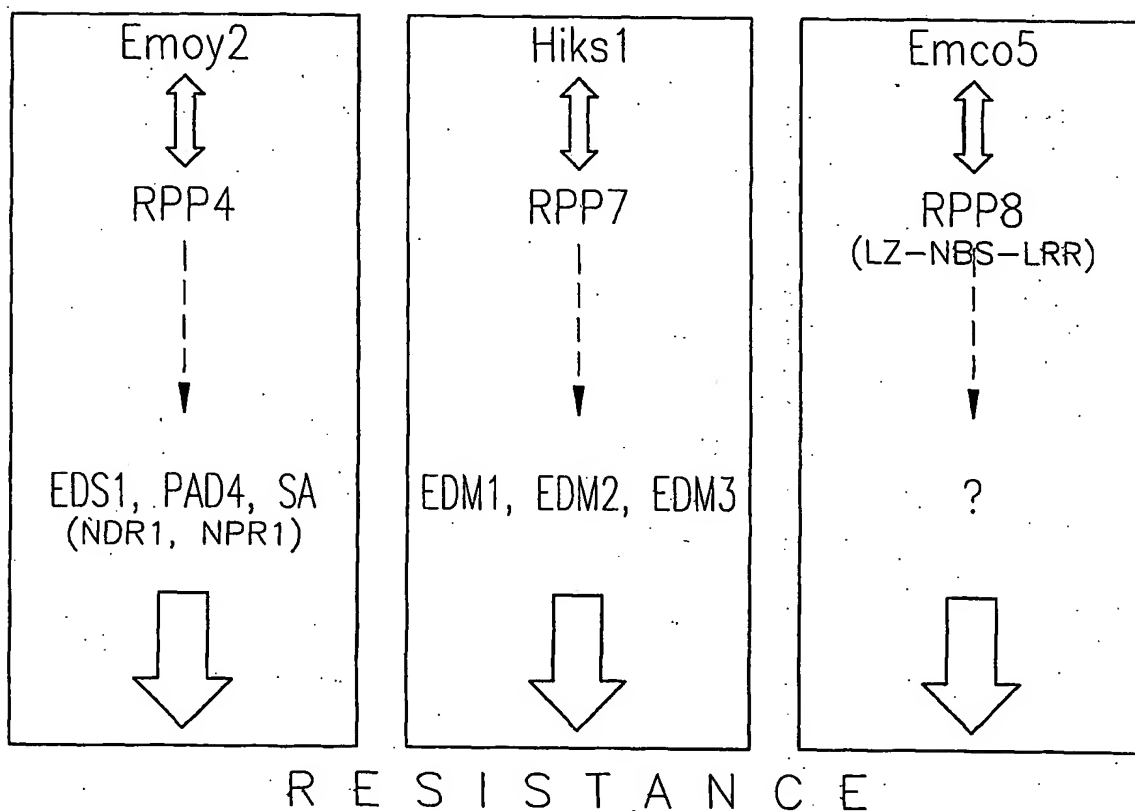 Emoy2
RPP4
EDS1, PAD4, SA
(NDR1, NPR1)
Hiks1
RPP7
EDM1, EDM2, EDM3
Emco5
RPP8
(LZ-NBS-LRR)
?
RESISTANCE